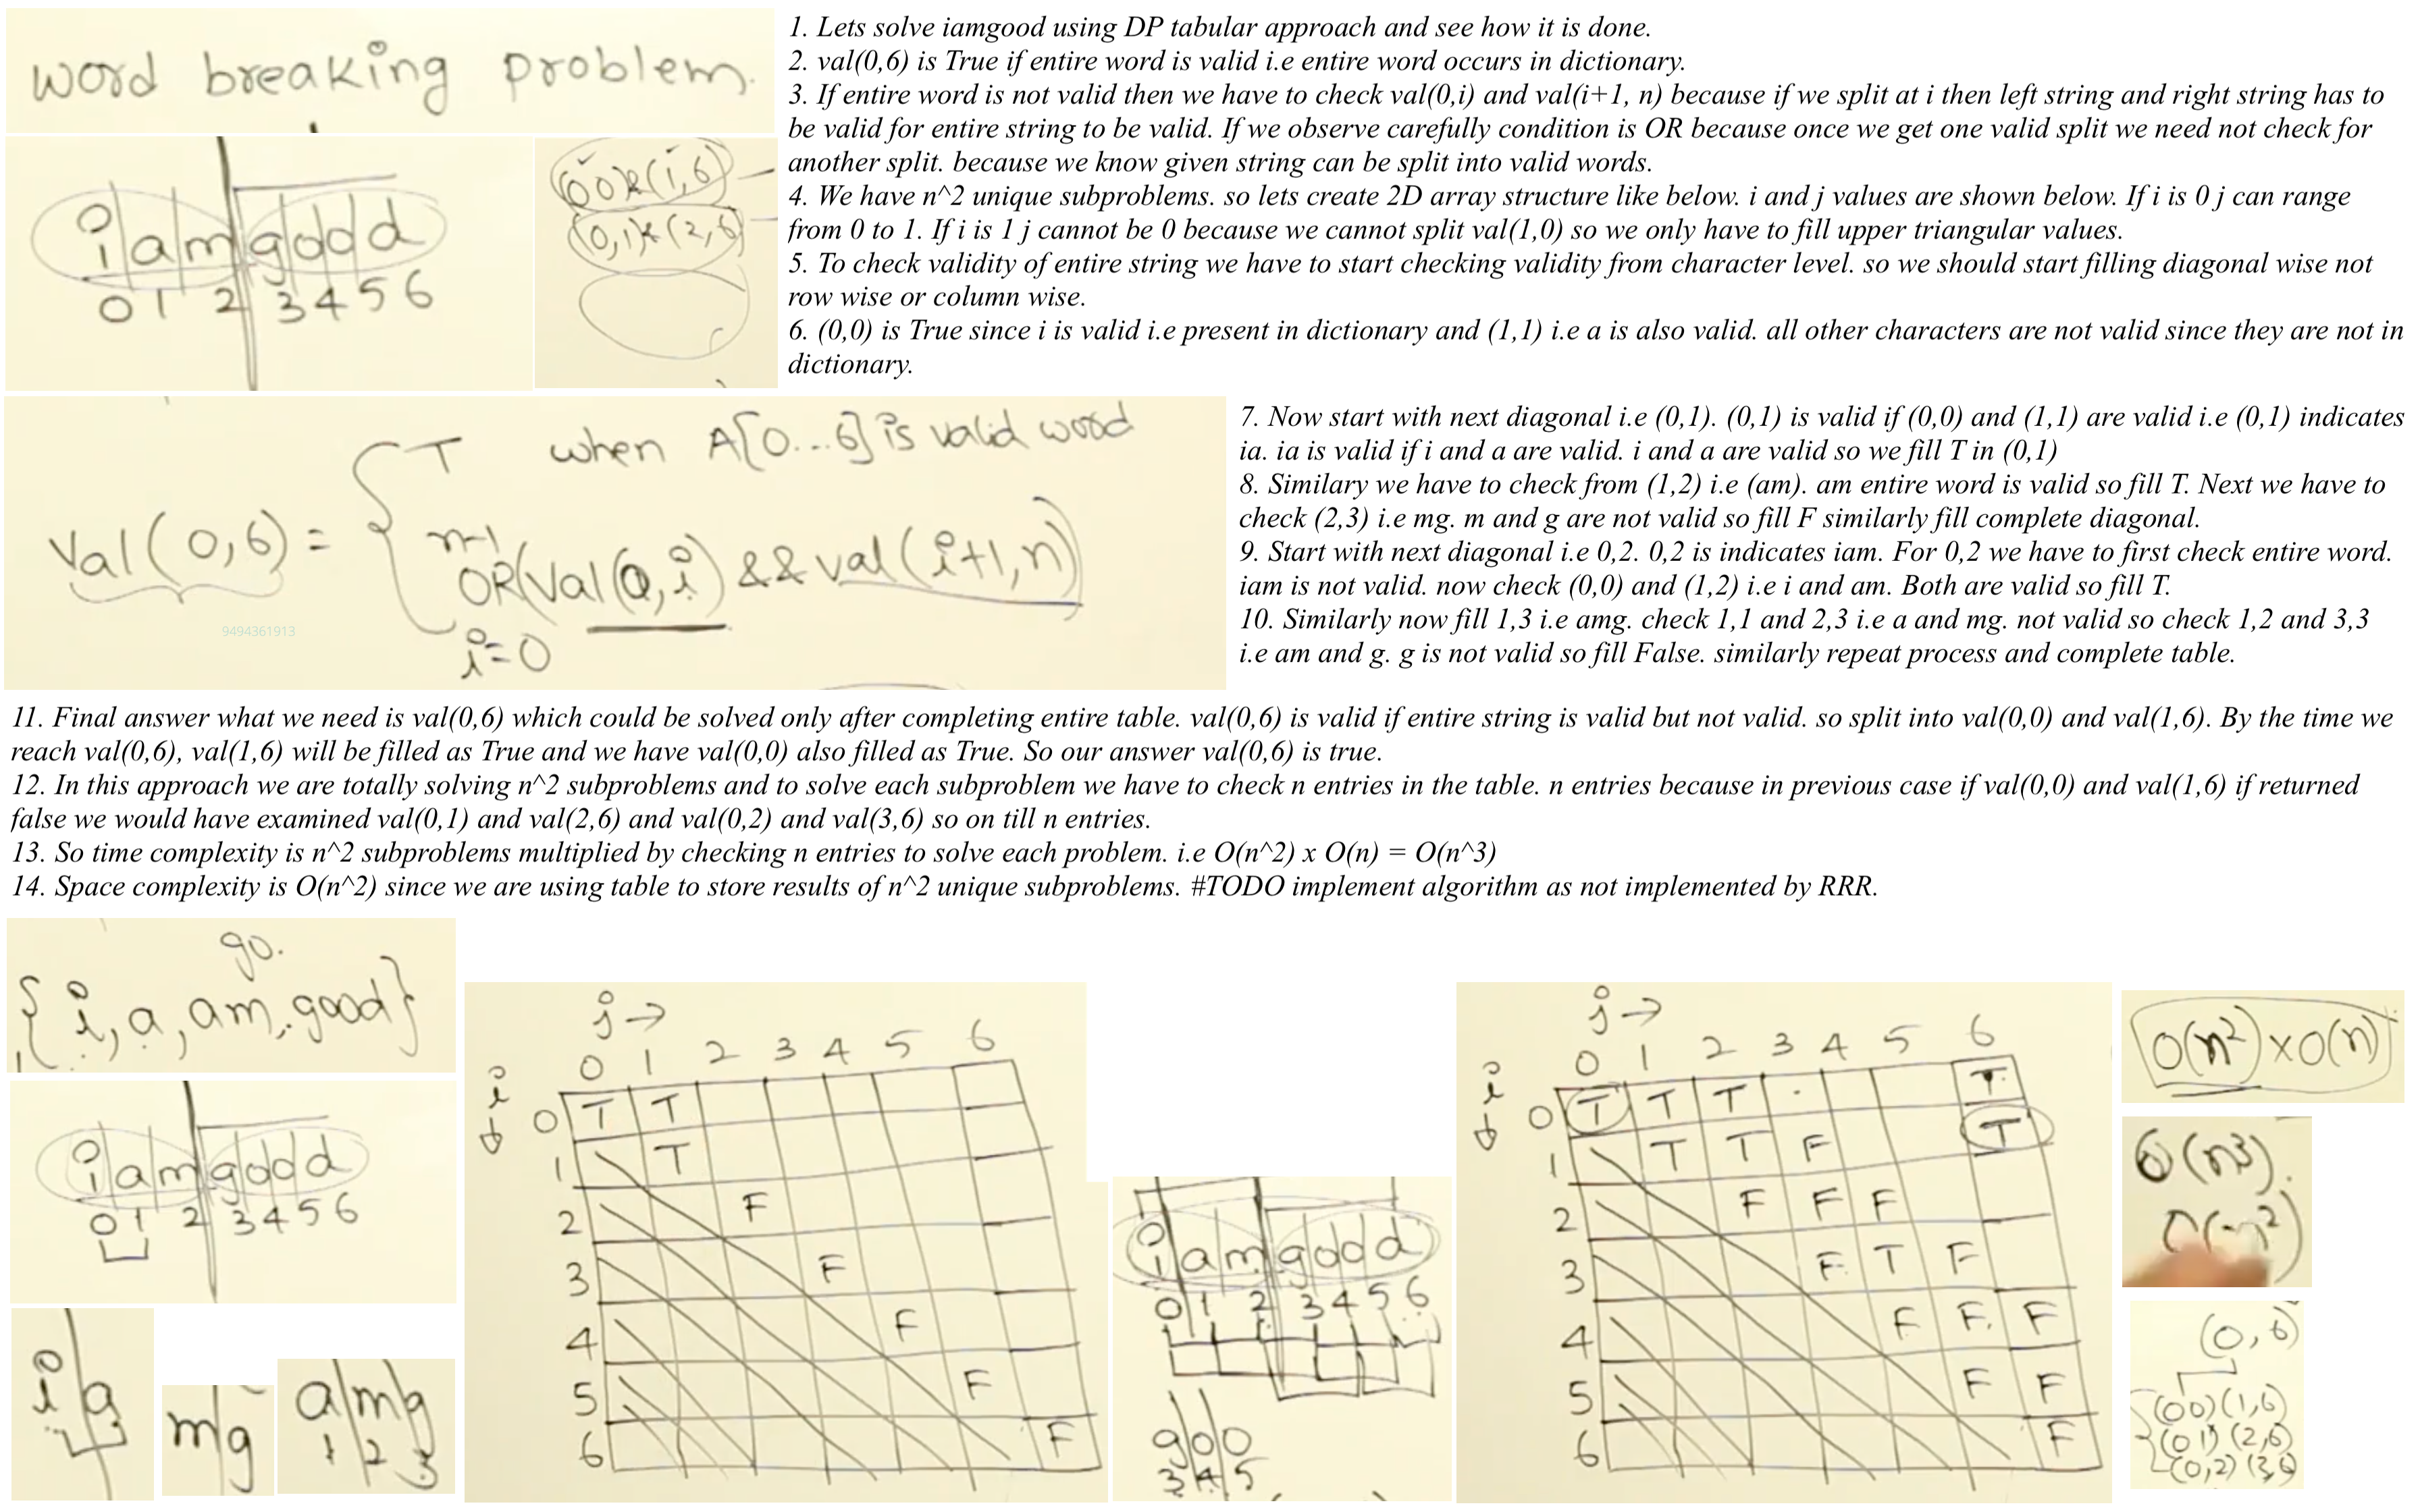 word breaking problem.
1. Lets solve iamgood using DP tabular approach and see how it is done.
2. val(0,6) is True if entire word is valid i.e entire word occurs in dictionary.
3. If entire word is not valid then we have to check val(0,i) and val(i+1, n) because if we split at i then left string and right string has to
be valid for entire string to be valid. If we observe carefully condition is OR because once we get one valid split we need not check for
another split. because we know given string can be split into valid words.
4. We have n^2 unique subproblems. so lets create 2D array structure like below. i and j values are shown below. If i is 0 j can range
from 0 to 1. If i is 1 j cannot be 0 because we cannot split val(1,0) so we only have to fill upper triangular values.
5. To check validity of entire string we have to start checking validity from character level. so we should start filling diagonal wise not
row wise or column wise.
6. (0,0) is True since i is valid i.e present in dictionary and (1,1) i.e a is also valid. all other characters are not valid since they are not in
dictionary.
i a m g o o d
0 1 2 3 4 5 6
(0 0)&(1,6)
(0,1)&(2,6)
T when A[0...6] is valid word
val(0,6) =
n-1
OR(Val(0,i) && val(i+1,n)
i=0
9494361913
7. Now start with next diagonal i.e (0,1). (0,1) is valid if (0,0) and (1,1) are valid i.e (0,1) indicates
ia. ia is valid if i and a are valid. i and a are valid so we fill T in (0,1)
8. Similary we have to check from (1,2) i.e (am). am entire word is valid so fill T. Next we have to
check (2,3) i.e mg. m and g are not valid so fill F similarly fill complete diagonal.
9. Start with next diagonal i.e 0,2. 0,2 is indicates iam. For 0,2 we have to first check entire word.
iam is not valid. now check (0,0) and (1,2) i.e i and am. Both are valid so fill T.
10. Similarly now fill 1,3 i.e amg. check 1,1 and 2,3 i.e a and mg. not valid so check 1,2 and 3,3
i.e am and g. g is not valid so fill False. similarly repeat process and complete table.
11. Final answer what we need is val(0,6) which could be solved only after completing entire table. val(0,6) is valid if entire string is valid but not valid. so split into val(0,0) and val(1,6). By the time we
reach val(0,6), val(1,6) will be filled as True and we have val(0,0) also filled as True. So our answer val(0,6) is true.
12. In this approach we are totally solving n^2 subproblems and to solve each subproblem we have to check n entries in the table. n entries because in previous case if val(0,0) and val(1,6) if returned
false we would have examined val(0,1) and val(2,6) and val(0,2) and val(3,6) so on till n entries.
13. So time complexity is n^2 subproblems multiplied by checking n entries to solve each problem. i.e O(n^2) x O(n) = O(n^3)
14. Space complexity is O(n^2) since we are using table to store results of n^2 unique subproblems. #TODO implement algorithm as not implemented by RRR.
go.
{i, a, am, good}
i a m g o o d
0 1 2 3 4 5 6
i a
mg
a m g
1 2 3
j →
0 1 2 3 4 5 6
i
0 T T
1 T
2 F
3 F
4 F
5 F
6 F
i a m g o o d
0 1 2 3 4 5 6
g o o
3 4 5
j →
0 1 2 3 4 5 6
i
0 T T T T
1 T T F T
2 F F F
3 F T F
4 F F F
5 F F
6 F
O(n²) x O(n)
O(n³).
O(n²)
(0,6)
(0 0) (1,6)
(0 1) (2,6)
(0,2) (3,6)